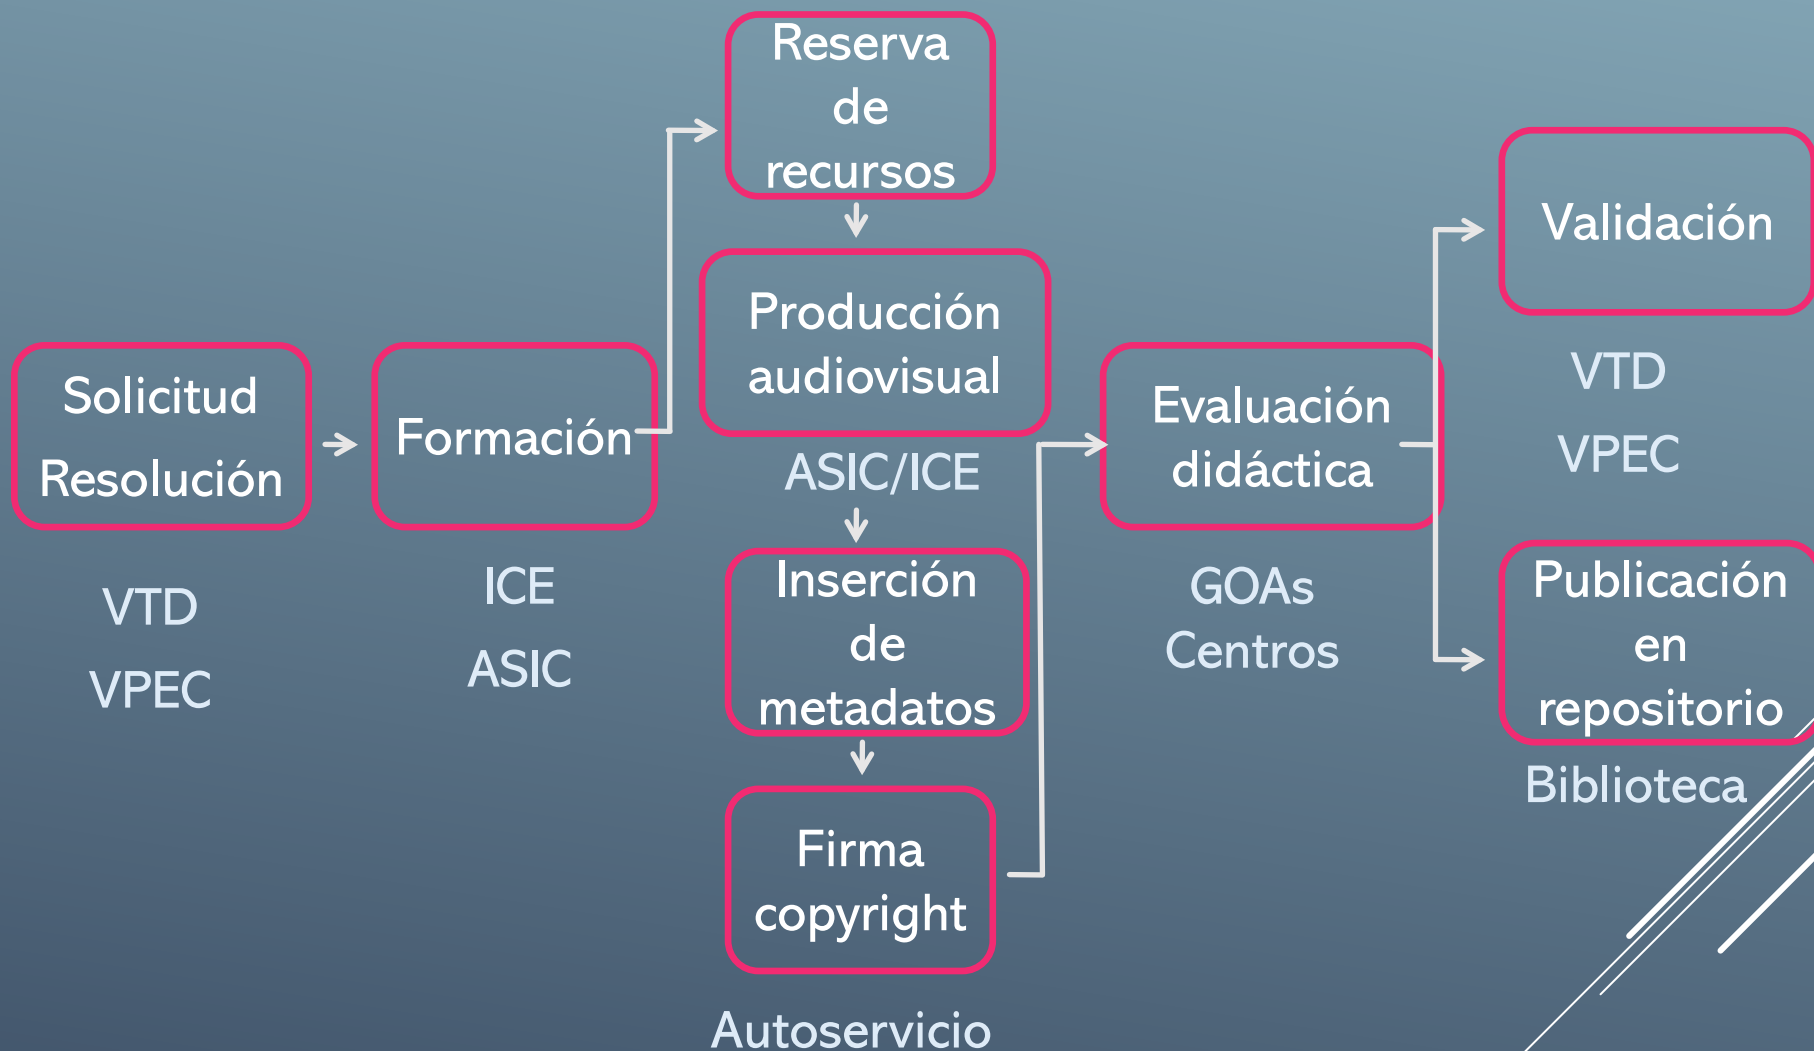 Solicitud
Resolución
VTD
VPEC
Formación
ICE
ASIC
Reserva
de
recursos
Producción
audiovisual
ASIC/ICE
Inserción
de
metadatos
Firma
copyright
Autoservicio
Evaluación
didáctica
GOAs
Centros
Validación
VTD
VPEC
Publicación
en
repositorio
Biblioteca